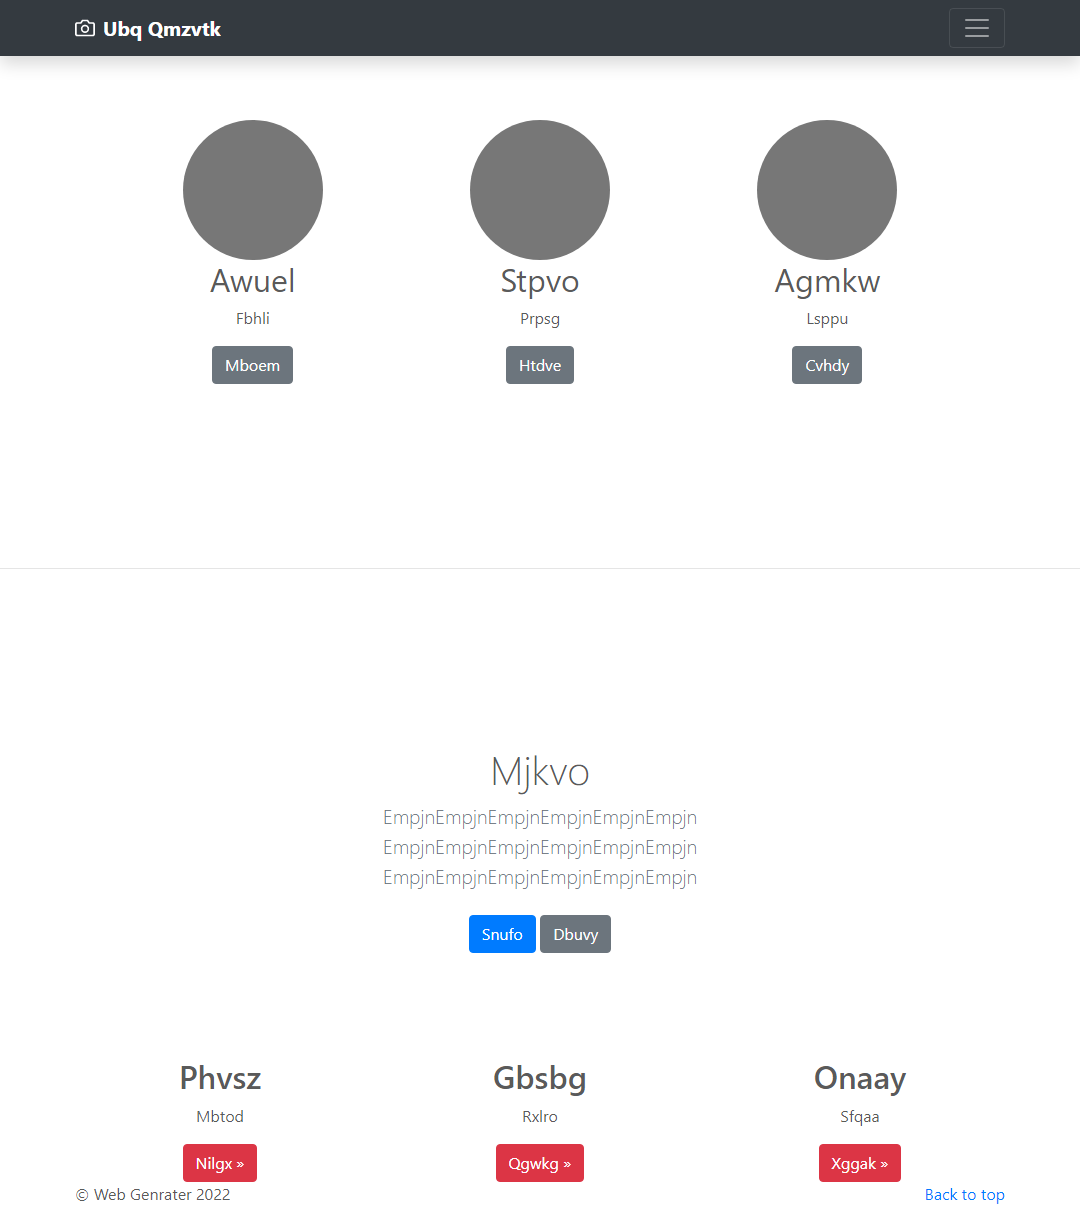 Ubq Qmzvtk
Awuel
Fbhli
Mboem
Stpvo
Prpsg
Htdve
Agmkw
Lsppu
Cvhdy
Mjkvo
EmpjnEmpjnEmpjnEmpjnEmpjnEmpjn
EmpjnEmpjnEmpjnEmpjnEmpjnEmpjn
EmpjnEmpjnEmpjnEmpjnEmpjnEmpjn
Snufo Dbuvy
Phvsz
Mbtod
Nilgx »
Gbsbg
Rxlro
Qgwkg »
Onaay
Sfqaa
Xggak »
© Web Genrater 2022
Back to top